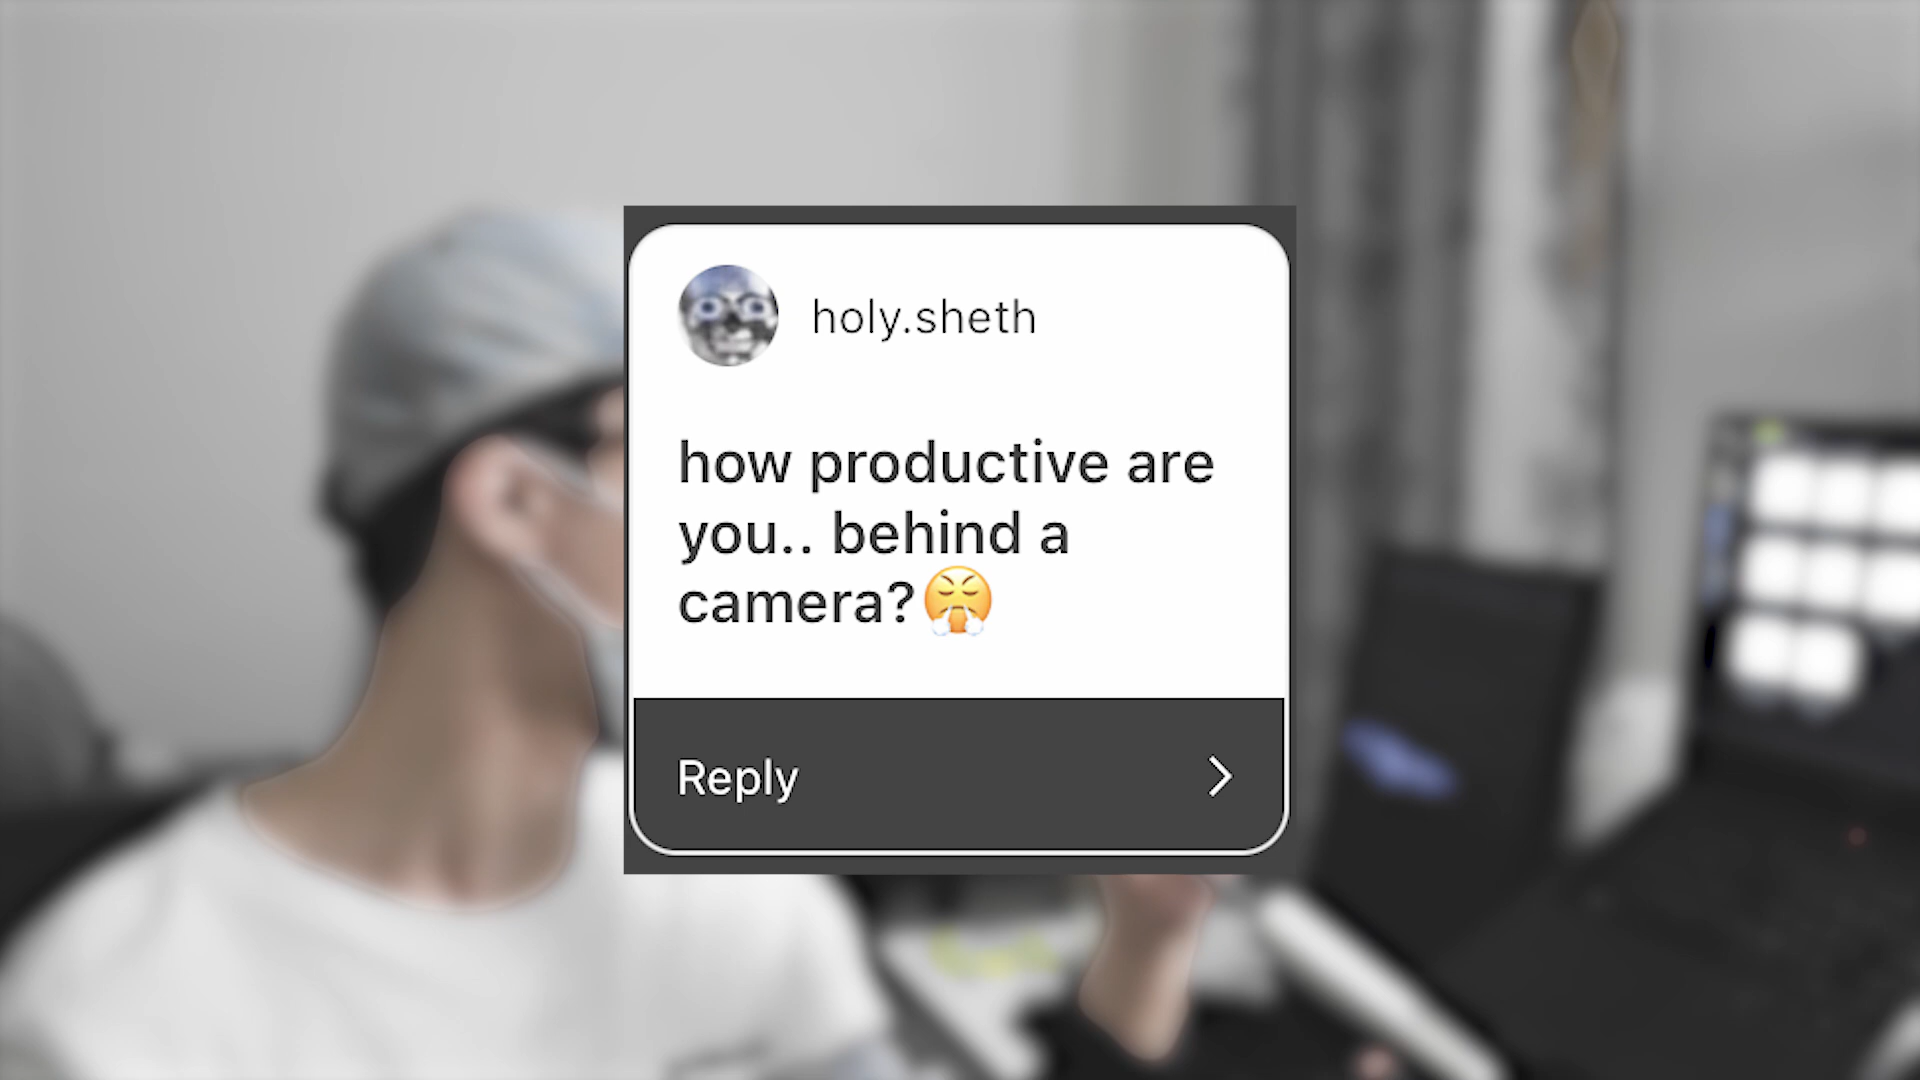 holy.sheth
how productive are
you.. behind a
camera?😤
Reply